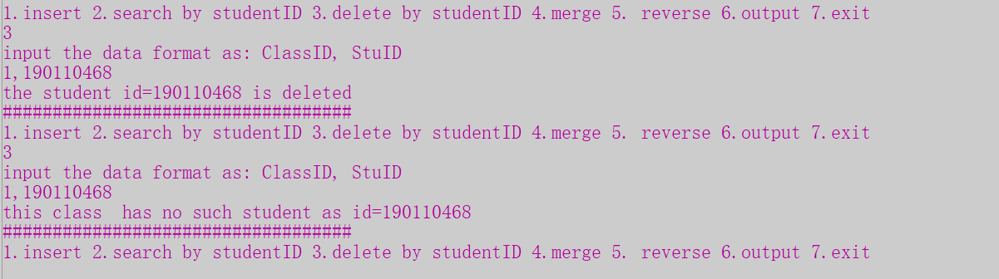 1.insert 2.search by studentID 3.delete by studentID 4.merge 5. reverse 6.output 7.exit
3
input the data format as: ClassID, StuID
1,190110468
the student id=190110468 is deleted
###################################
1.insert 2.search by studentID 3.delete by studentID 4.merge 5. reverse 6.output 7.exit
3
input the data format as: ClassID, StuID
1,190110468
this class  has no such student as id=190110468
###################################
1.insert 2.search by studentID 3.delete by studentID 4.merge 5. reverse 6.output 7.exit